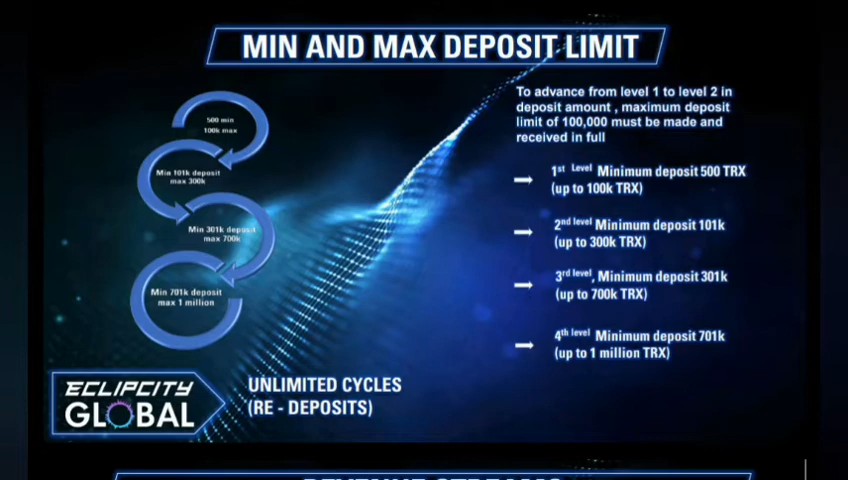 MIN AND MAX DEPOSIT LIMIT
500 min
100k max
Min 101k deposit
max 300k
Min 301k deposit
max 700k
Min 701k deposit
max 1 million
To advance from level 1 to level 2 in
deposit amount , maximum deposit
limit of 100,000 must be made and
received in full
1st Level Minimum deposit 500 TRX
(up to 100k TRX)
2nd level Minimum deposit 101k
(up to 300k TRX)
3rd level, Minimum deposit 301k
(up to 700k TRX)
4th level Minimum deposit 701k
(up to 1 million TRX)
ECLIPCITY
GLOBAL
UNLIMITED CYCLES
(RE - DEPOSITS)